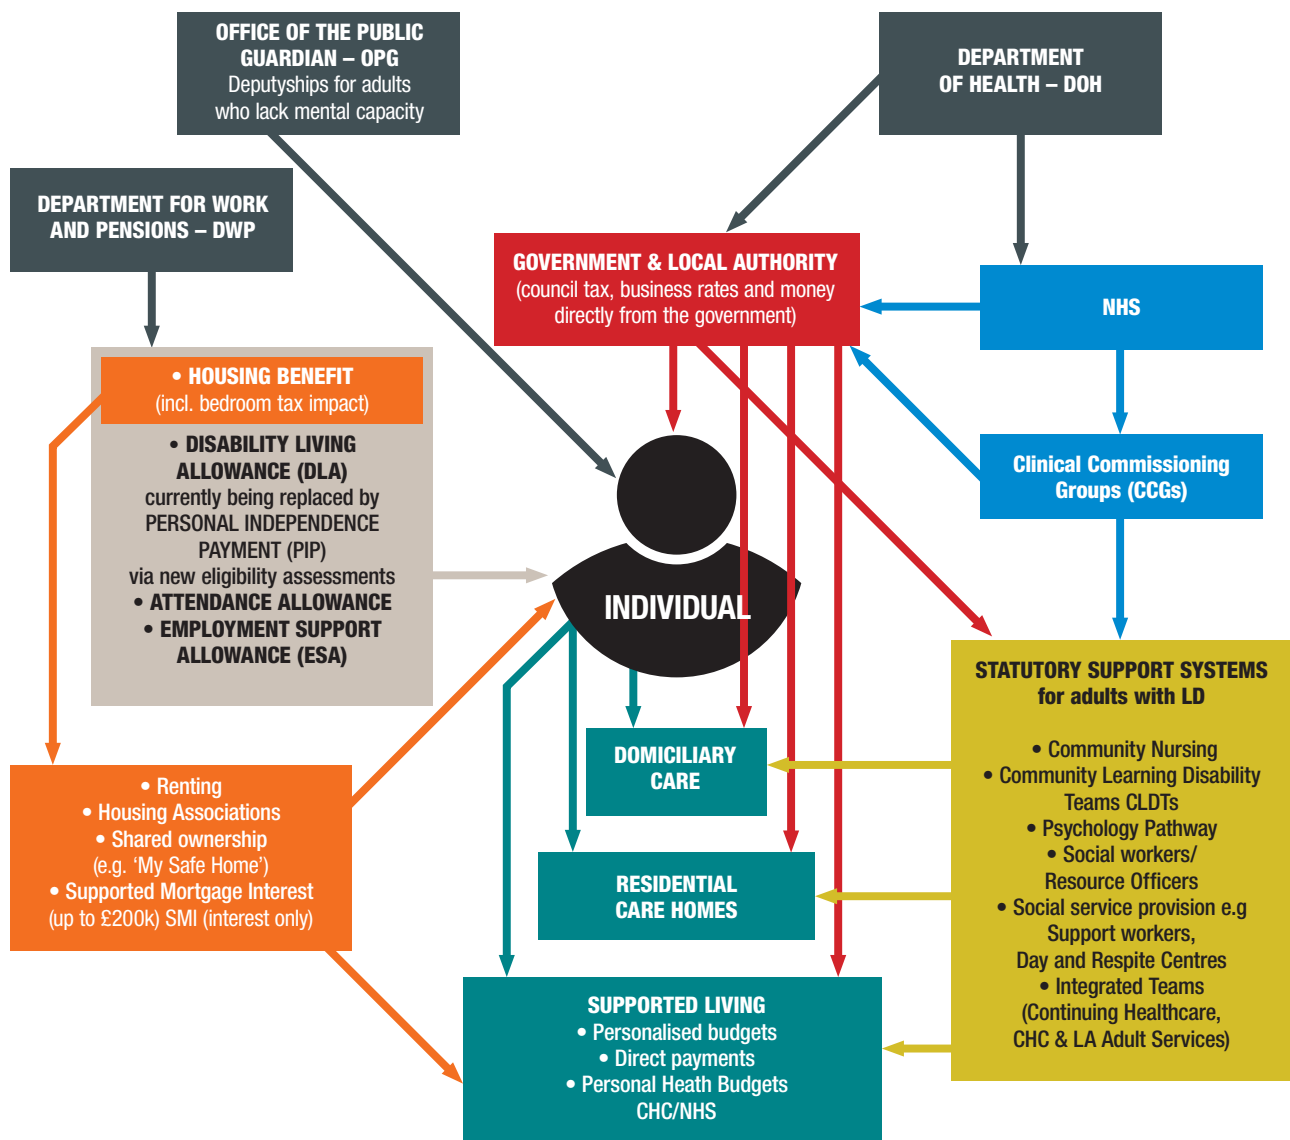 OFFICE OF THE PUBLIC
GUARDIAN – OPG
Deputyships for adults
who lack mental capacity
DEPARTMENT
OF HEALTH – DOH
DEPARTMENT FOR WORK
AND PENSIONS – DWP
GOVERNMENT & LOCAL AUTHORITY
(council tax, business rates and money
directly from the government)
NHS
• HOUSING BENEFIT
(incl. bedroom tax impact)
• DISABILITY LIVING
ALLOWANCE (DLA)
currently being replaced by
PERSONAL INDEPENDENCE
PAYMENT (PIP)
via new eligibility assessments
• ATTENDANCE ALLOWANCE
• EMPLOYMENT SUPPORT
ALLOWANCE (ESA)
Clinical Commissioning
Groups (CCGs)
INDIVIDUAL
STATUTORY SUPPORT SYSTEMS
for adults with LD
• Community Nursing
• Community Learning Disability
Teams CLDTs
• Psychology Pathway
• Social workers/
Resource Officers
• Social service provision e.g
Support workers,
Day and Respite Centres
• Integrated Teams
(Continuing Healthcare,
CHC & LA Adult Services)
DOMICILIARY
CARE
• Renting
• Housing Associations
• Shared ownership
(e.g. ‘My Safe Home’)
• Supported Mortgage Interest
(up to £200k) SMI (interest only)
RESIDENTIAL
CARE HOMES
SUPPORTED LIVING
• Personalised budgets
• Direct payments
• Personal Heath Budgets
CHC/NHS